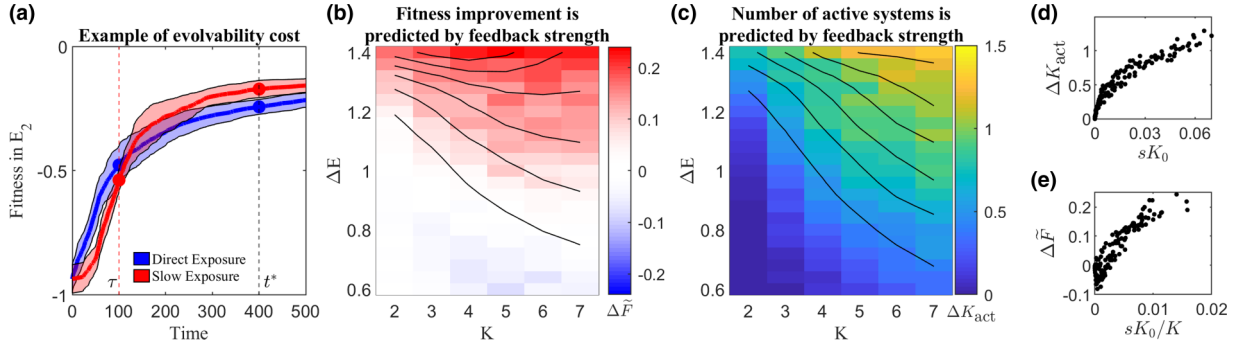 (a)
Example of evolvability cost
Fitness in E₂
0
-0.5
-1
0 100 200 300 400 500
Time
τ
t*
Direct Exposure
Slow Exposure
(b)
Fitness improvement is
predicted by feedback strength
ΔE
1.4
1.2
1
0.8
0.6
2 3 4 5 6 7
K
0.2
0.1
0
-0.1
-0.2
ΔF̃
(c)
Number of active systems is
predicted by feedback strength
ΔE
1.4
1.2
1
0.8
0.6
2 3 4 5 6 7
K
1.5
1
0.5
0
ΔK_act
(d)
ΔK_act
1.5
1
0.5
0
0 0.03 0.06
sK₀
(e)
ΔF̃
0.2
0.1
0
-0.1
0 0.01 0.02
sK₀/K